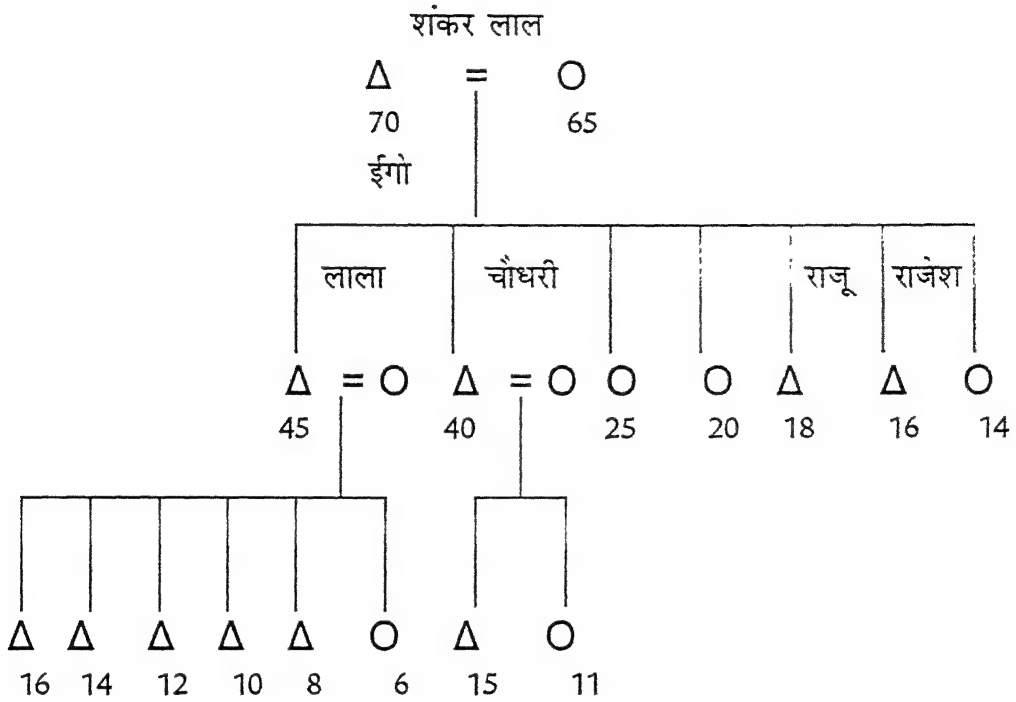 शंकर लाल
Δ = O
70 65
ईगो
लाला चौधरी राजू राजेश
Δ = O Δ = O O O Δ Δ O
45 40 25 20 18 16 14
Δ Δ Δ Δ Δ O Δ O
16 14 12 10 8 6 15 11